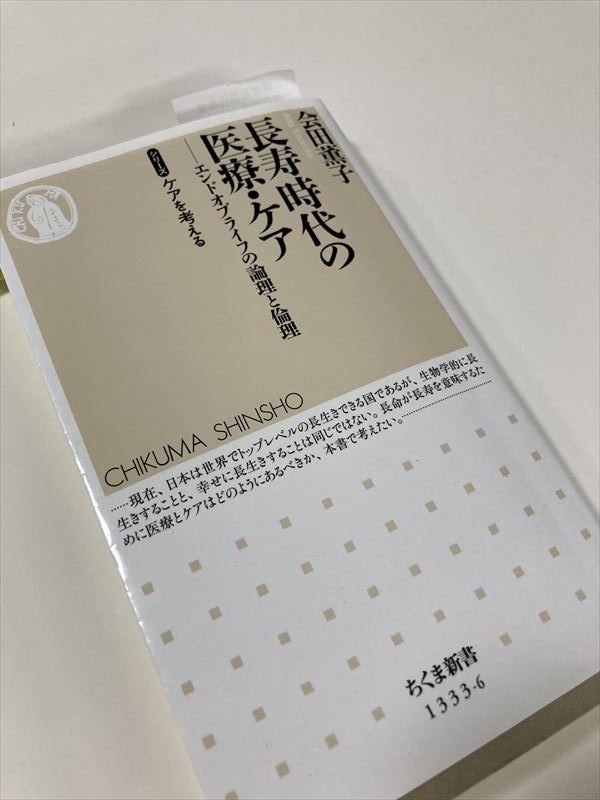 会田薫子
長寿時代の
医療・ケア
──エンドオブライフの論理と倫理
シリーズ ケアを考える
CHIKUMA SHINSHO
……現在、日本は世界でトップレベルの長生きできる国であるが、生物学的に長
生きすることと、幸せに長生きすることは同じではない。長命が長寿を意味するた
めに医療とケアはどのようにあるべきか、本書で考えたい。……………………
ちくま新書
1333-6